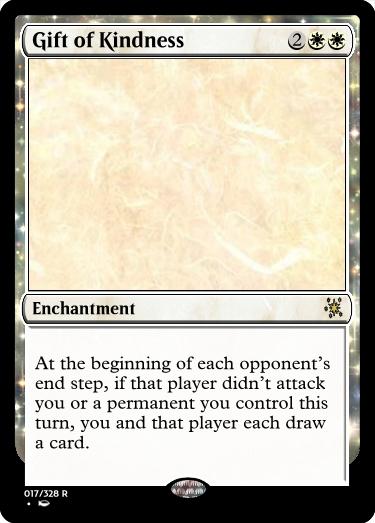 Gift of Kindness 2
Enchantment
At the beginning of each opponent's
end step, if that player didn't attack
you or a permanent you control this
turn, you and that player each draw
a card.
017/328 R